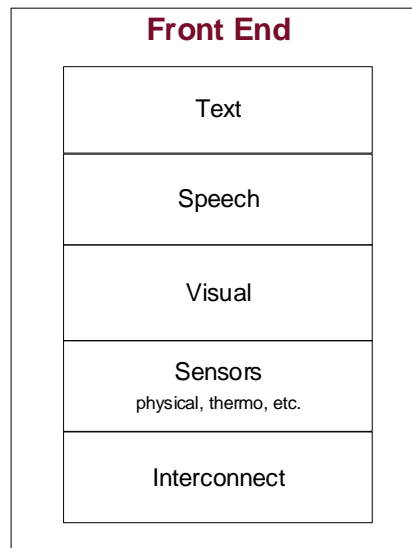 Front End
Text
Speech
Visual
Sensors
physical, thermo, etc.
Interconnect